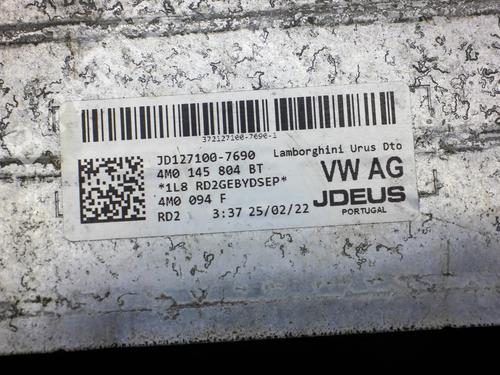 372127100-7690-1
JD127100-7690 Lamborghini Urus Dto
4M0 145 804 BT VW AG
*1L8 RD2GEBYDSEP*
4M0 094 F JDEUS
RD2 3:37 25/02/22 PORTUGAL